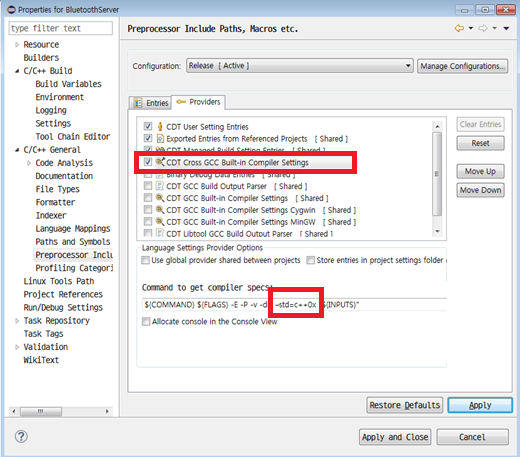 Properties for BluetoothServer
type filter text
Preprocessor Include Paths, Macros etc.
Resource
Builders
C/C++ Build
Build Variables
Environment
Logging
Settings
Tool Chain Editor
C/C++ General
Code Analysis
Documentation
File Types
Formatter
Indexer
Language Mappings
Paths and Symbols
Preprocessor Inclu
Profiling Categori
Linux Tools Path
Project References
Run/Debug Settings
Task Repository
Task Tags
Validation
WikiText
Configuration:
Release [ Active ]
Manage Configurations...
Entries
Providers
CDT User Setting Entries
Exported Entries from Referenced Projects [ Shared ]
CDT Managed Build Setting Entries [ Shared ]
CDT Cross GCC Built-in Compiler Settings
Binary Debug Data Entries [ Shared ]
CDT GCC Build Output Parser [ Shared ]
CDT GCC Built-in Compiler Settings [ Shared ]
CDT GCC Built-in Compiler Settings Cygwin [ Shared ]
CDT GCC Built-in Compiler Settings MinGW [ Shared ]
CDT Libtool GCC Build Output Parser [ Shared ]
Clear Entries
Reset
Move Up
Move Down
Language Settings Provider Options
Use global provider shared between projects
Store entries in project settings folder
Command to get compiler specs:
${COMMAND} ${FLAGS} -E -P -v -d -std=c++0x ${INPUTS}"
Allocate console in the Console View
Restore Defaults
Apply
Apply and Close
Cancel